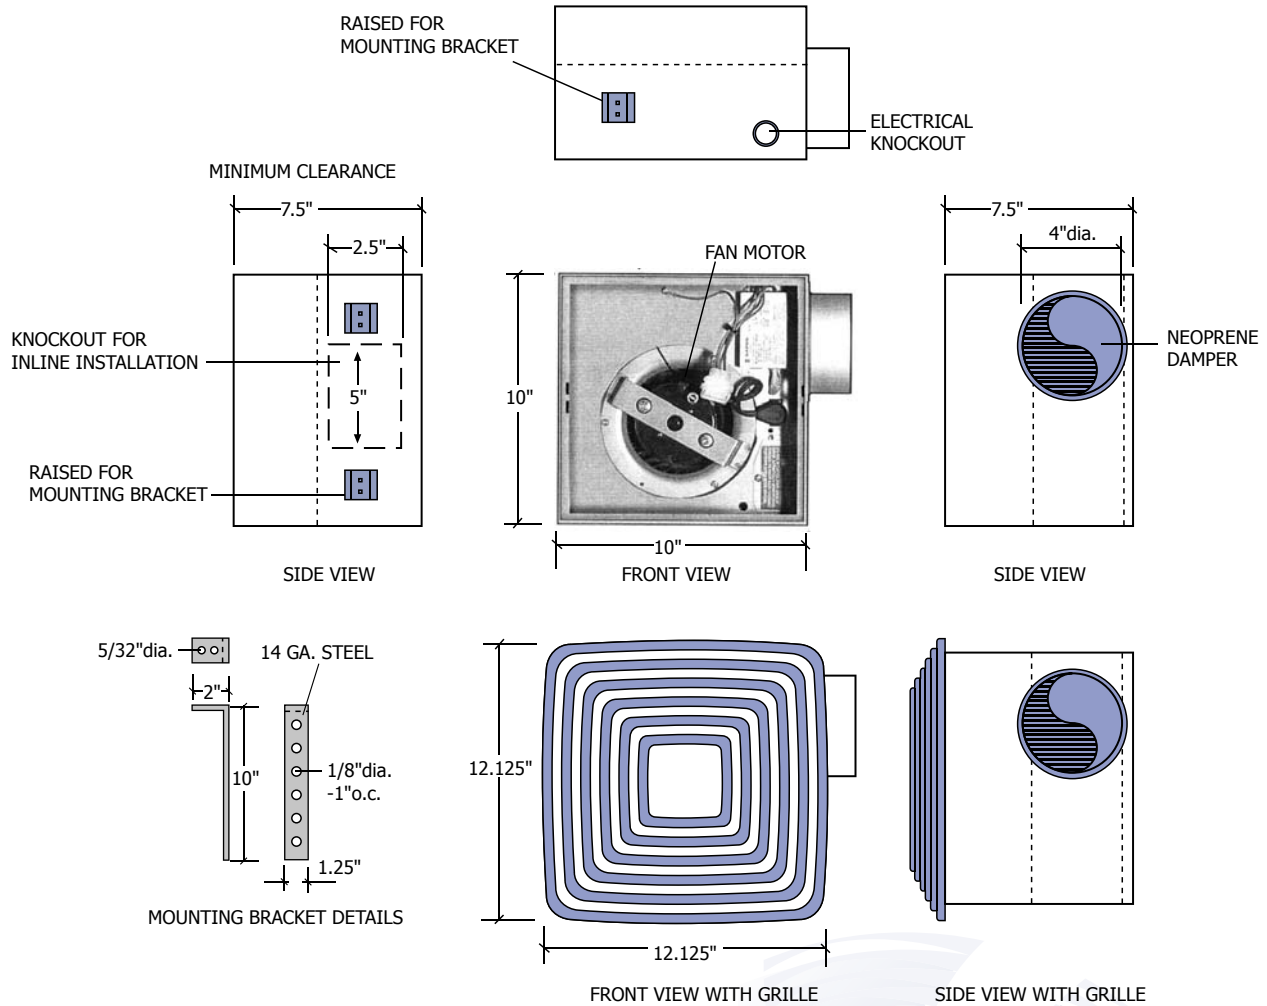 RAISED FOR
MOUNTING BRACKET
ELECTRICAL
KNOCKOUT
MINIMUM CLEARANCE
7.5"
2.5"
KNOCKOUT FOR
INLINE INSTALLATION
5"
RAISED FOR
MOUNTING BRACKET
SIDE VIEW
FAN MOTOR
10"
10"
FRONT VIEW
7.5"
4"dia.
NEOPRENE
DAMPER
SIDE VIEW
5/32"dia.
14 GA. STEEL
2"
10"
1/8"dia.
-1"o.c.
1.25"
MOUNTING BRACKET DETAILS
12.125"
12.125"
FRONT VIEW WITH GRILLE
SIDE VIEW WITH GRILLE